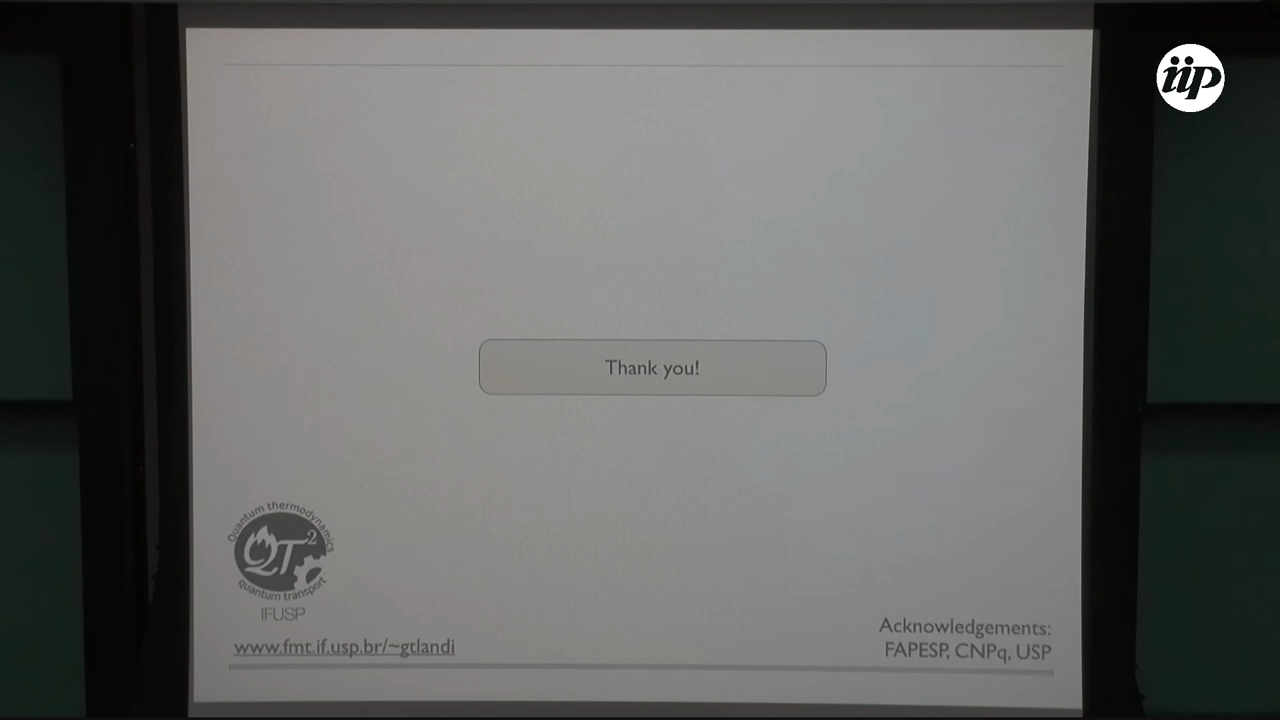 iip
Thank you!
Quantum thermodynamics
QT2
quantum transport
IFUSP
www.fmt.if.usp.br/~gtlandi
Acknowledgements:
FAPESP, CNPq, USP